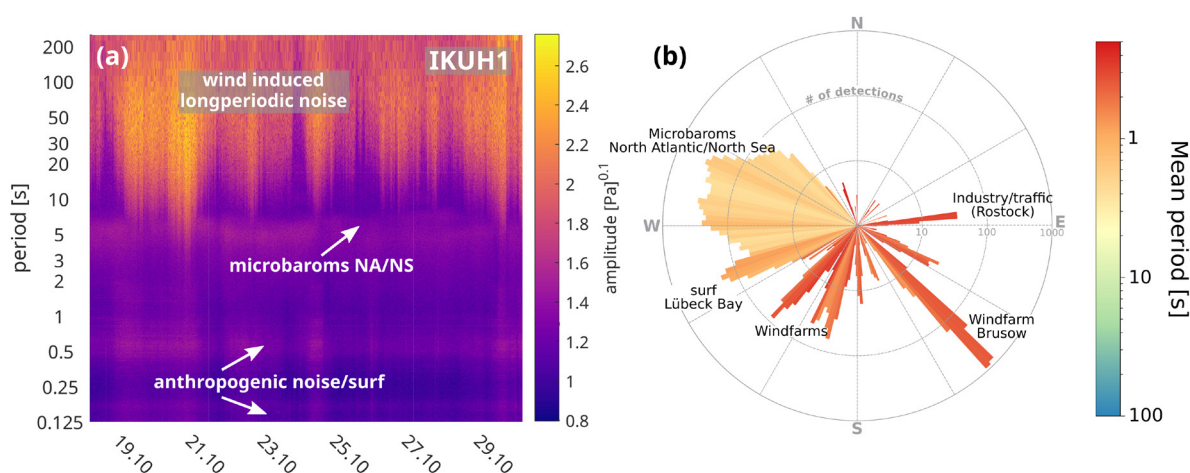 (a)
IKUH1
wind induced
longperiodic noise
microbaroms NA/NS
anthropogenic noise/surf
period [s]
200
100
50
30
20
10
5
3
2
1
0.5
0.25
0.125
19.10
21.10
23.10
25.10
27.10
29.10
2.6
2.4
2.2
2
1.8
1.6
1.4
1.2
1
0.8
amplitude [Pa]^0.1
(b)
N
# of detections
Microbaroms
North Atlantic/North Sea
Industry/traffic
(Rostock)
W
E
10
100
1000
surf
Lübeck Bay
Windfarms
Windfarm
Brusow
S
1
10
100
Mean period [s]